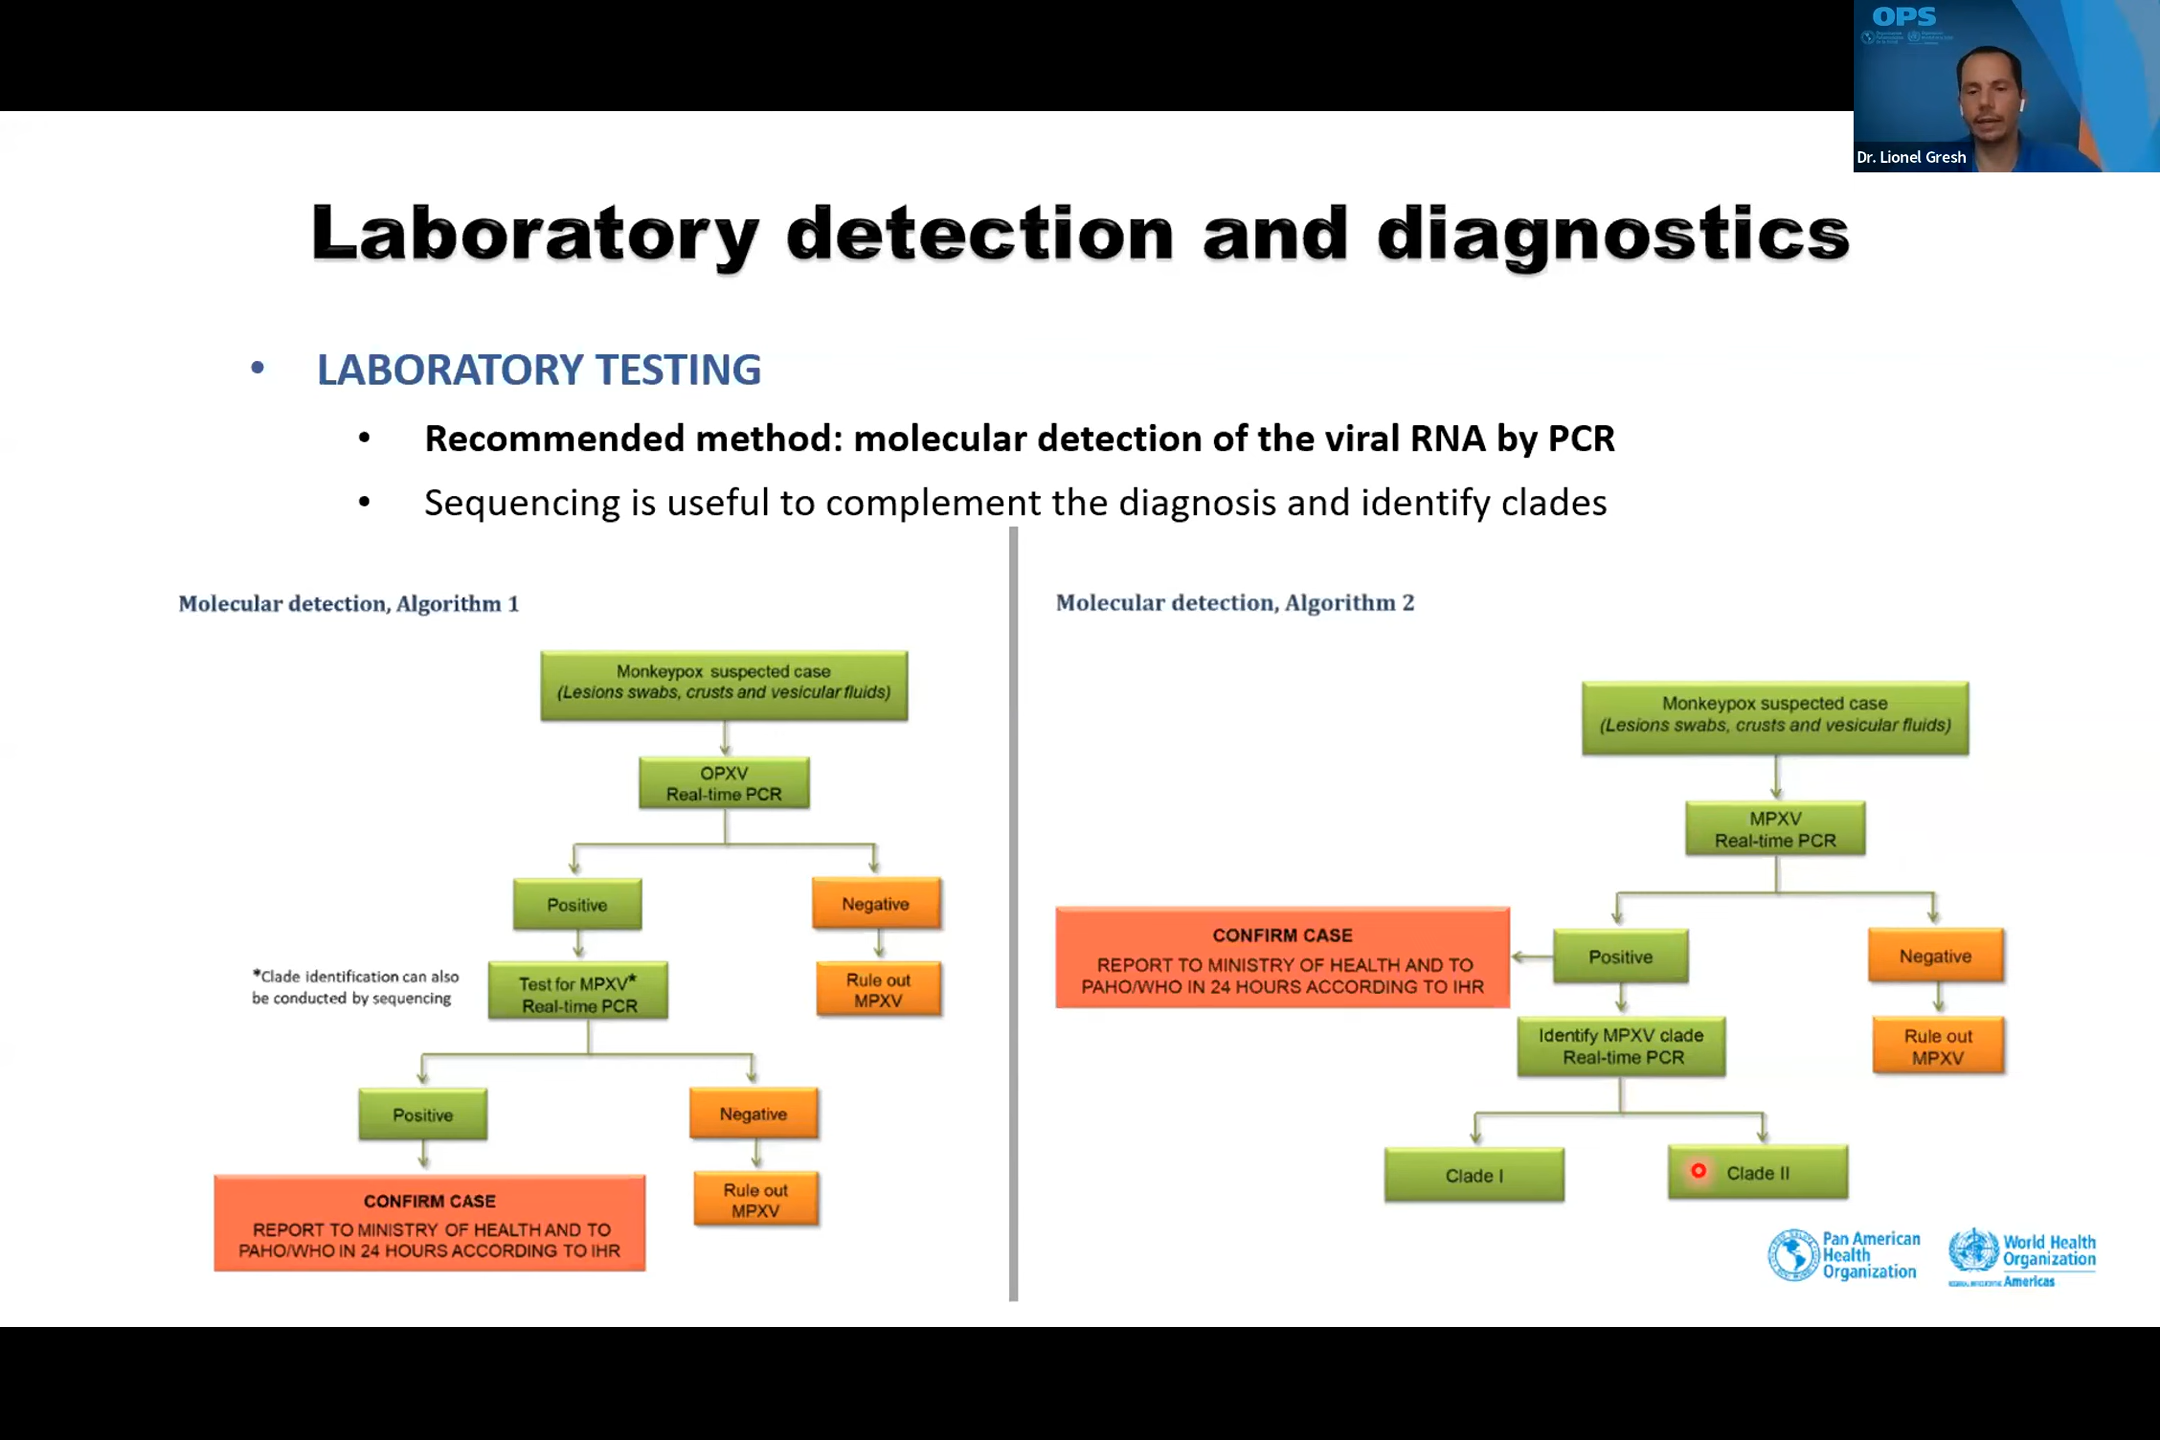 OPS
Dr. Lionel Gresh
Laboratory detection and diagnostics
• LABORATORY TESTING
• Recommended method: molecular detection of the viral RNA by PCR
• Sequencing is useful to complement the diagnosis and identify clades
Molecular detection, Algorithm 1
Monkeypox suspected case
(Lesions swabs, crusts and vesicular fluids)
OPXV
Real-time PCR
Positive
Negative
*Clade identification can also
be conducted by sequencing
Test for MPXV*
Real-time PCR
Rule out
MPXV
Positive
Negative
CONFIRM CASE
REPORT TO MINISTRY OF HEALTH AND TO
PAHO/WHO IN 24 HOURS ACCORDING TO IHR
Rule out
MPXV
Molecular detection, Algorithm 2
Monkeypox suspected case
(Lesions swabs, crusts and vesicular fluids)
MPXV
Real-time PCR
CONFIRM CASE
REPORT TO MINISTRY OF HEALTH AND TO
PAHO/WHO IN 24 HOURS ACCORDING TO IHR
Positive
Negative
Identify MPXV clade
Real-time PCR
Rule out
MPXV
Clade I
Clade II
Pan American
Health
Organization
World Health
Organization
Americas